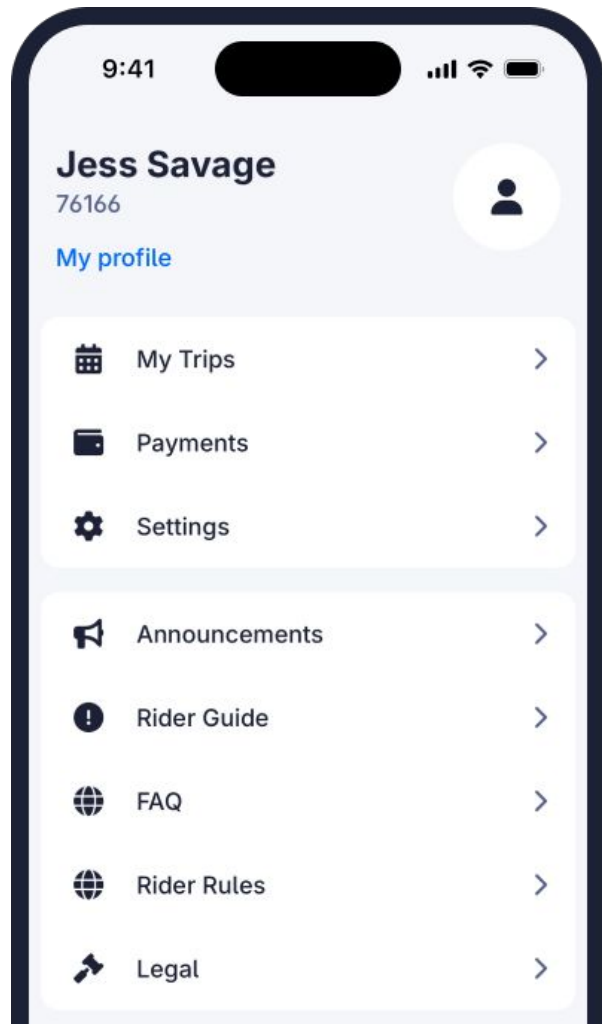 9:41
Jess Savage
76166
My profile
My Trips
Payments
Settings
Announcements
Rider Guide
FAQ
Rider Rules
Legal